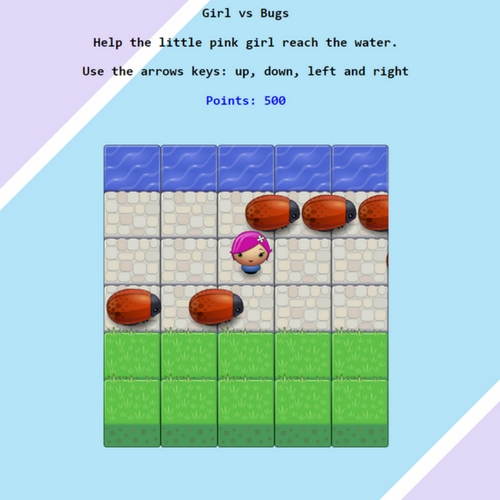 Girl vs Bugs
Help the little pink girl reach the water.
Use the arrows keys: up, down, left and right
Points: 500